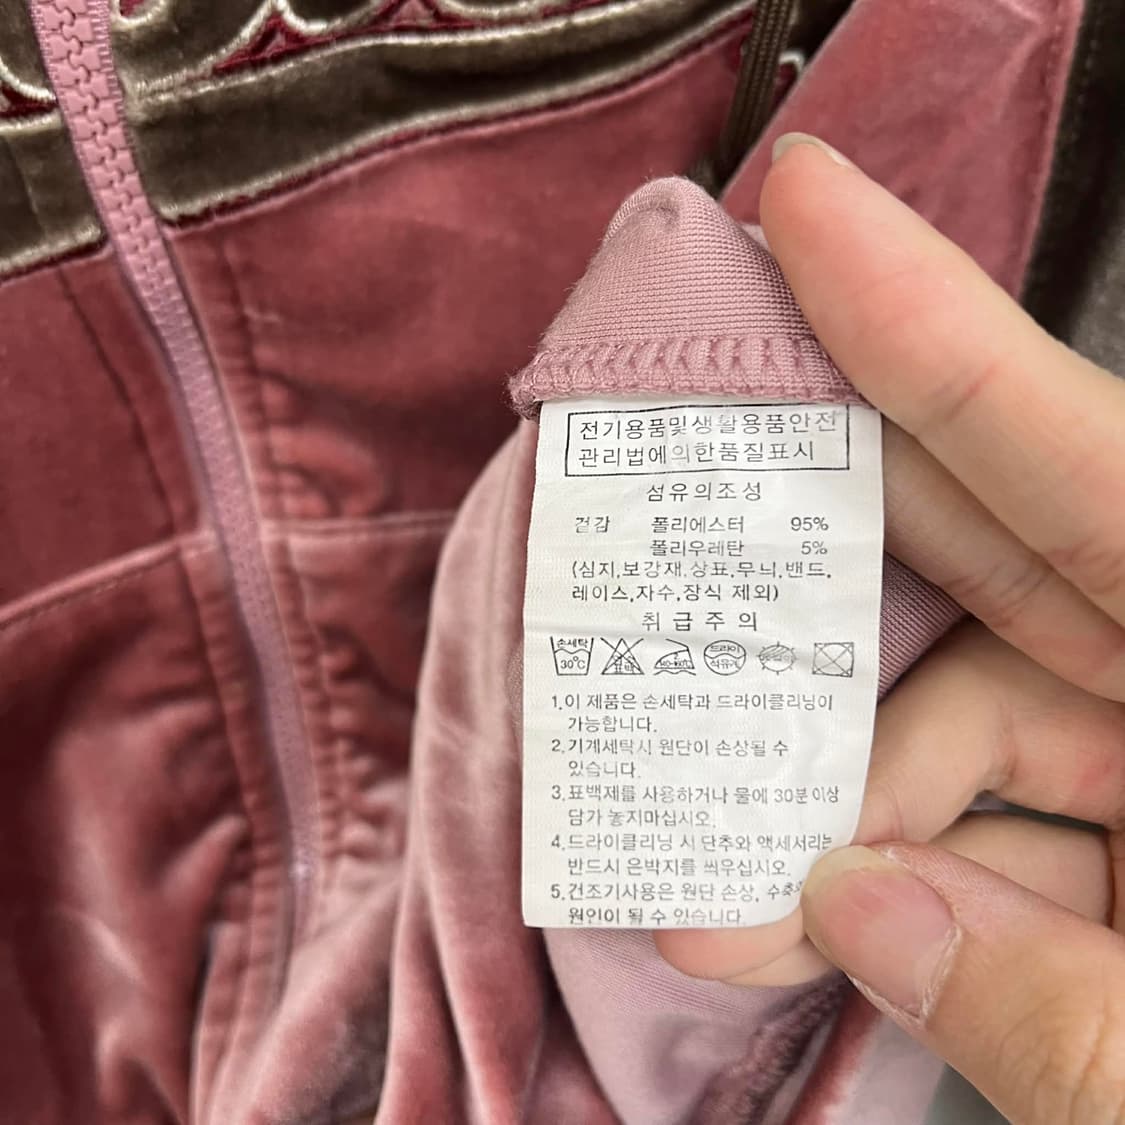 전기용품및생활용품안전
관리법에의한품질표시
섬유의조성
겉감 폴리에스터 95%
폴리우레탄 5%
(심지,보강재,상표,무늬,밴드,
레이스,자수,장식 제외)
취급주의
손세탁 30℃ 표백 140-160℃ 드라이 석유계
1.이 제품은 손세탁과 드라이클리닝이
가능합니다.
2.기계세탁시 원단이 손상될 수
있습니다.
3.표백제를 사용하거나 물에 30분 이상
담가 놓지마십시오.
4.드라이클리닝 시 단추와 액세서리는
반드시 은박지를 씌우십시오.
5.건조기사용은 원단 손상, 수축의
원인이 될 수 있습니다.